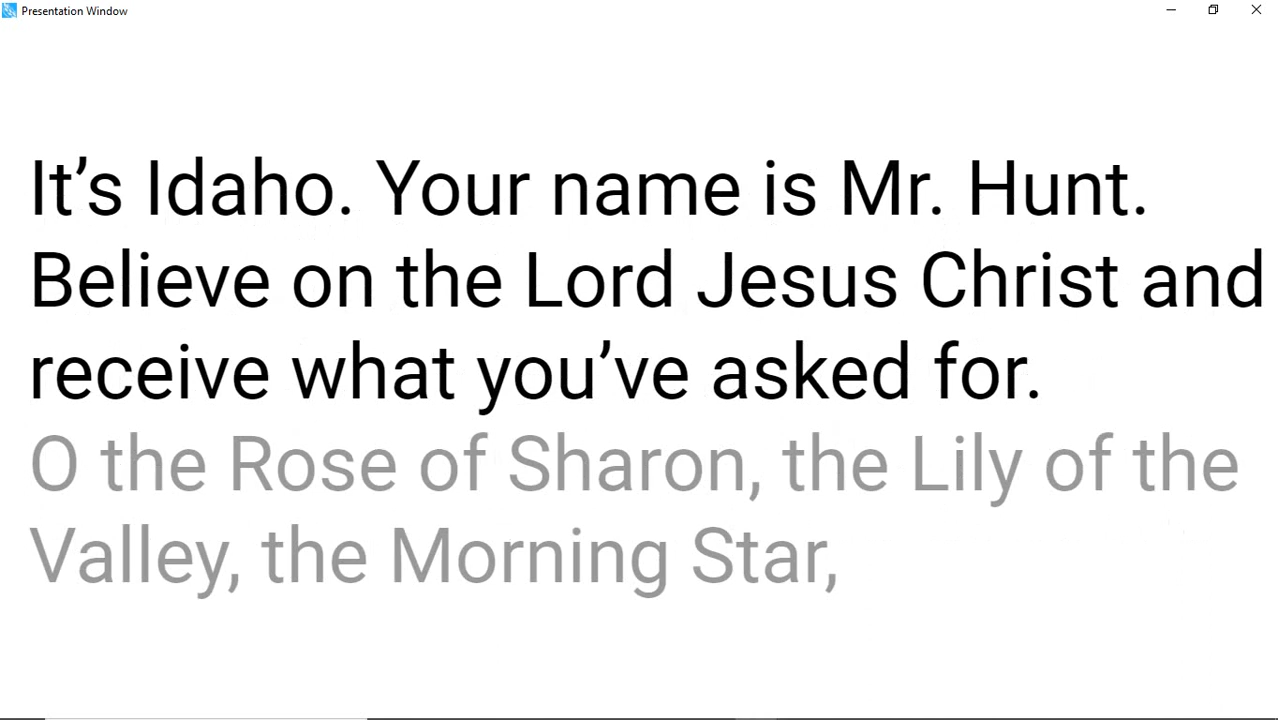 Presentation Window
It’s Idaho. Your name is Mr. Hunt.
Believe on the Lord Jesus Christ and
receive what you’ve asked for.
O the Rose of Sharon, the Lily of the
Valley, the Morning Star,